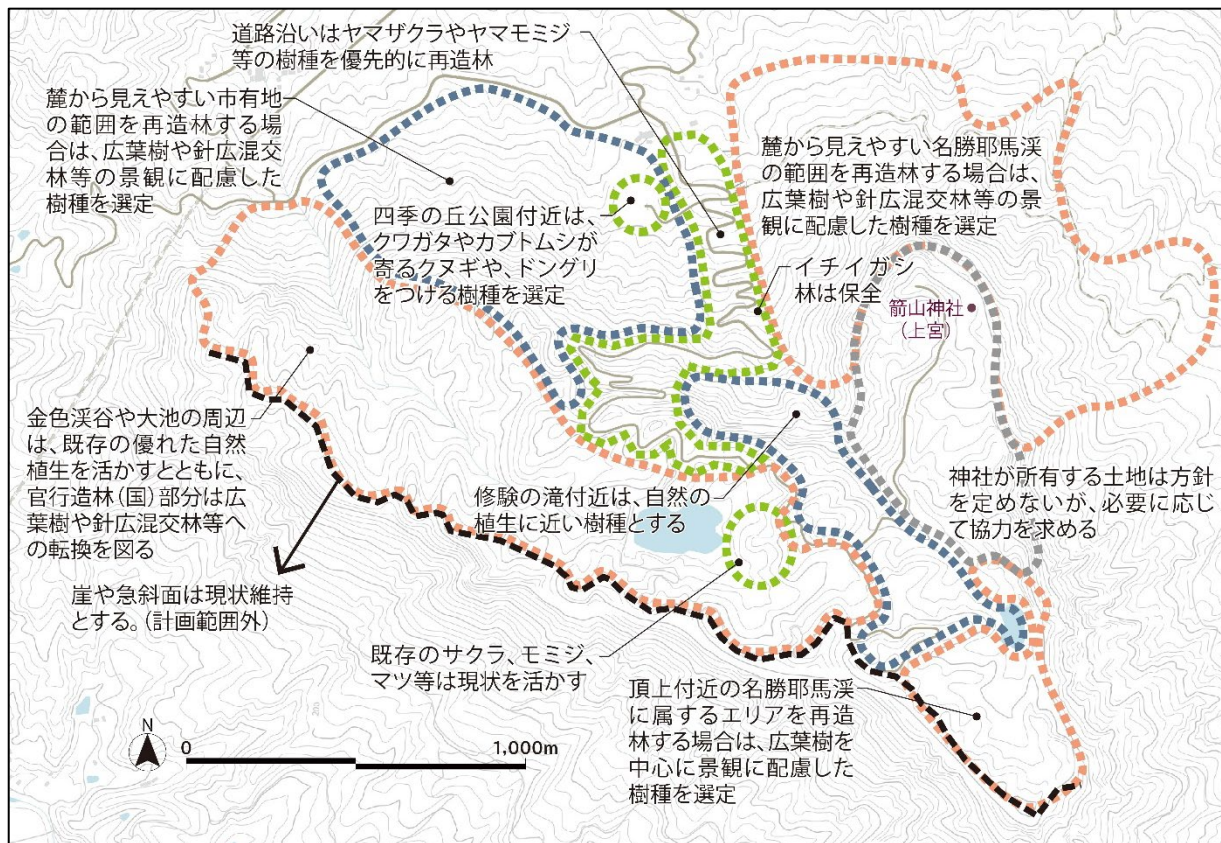 道路沿いはヤマザクラやヤマモミジ
等の樹種を優先的に再造林
麓から見えやすい市有地
の範囲を再造林する場
合は、広葉樹や針広混交
林等の景観に配慮した
樹種を選定
麓から見えやすい名勝耶馬渓
の範囲を再造林する場合は、
広葉樹や針広混交林等の景
観に配慮した樹種を選定
四季の丘公園付近は、
クワガタやカブトムシが
寄るクヌギや、ドングリ
をつける樹種を選定
イチイガシ
林は保全
箭山神社
（上宮）
金色渓谷や大池の周辺
は、既存の優れた自然
植生を活かすとともに、
官行造林（国）部分は広
葉樹や針広混交林等へ
の転換を図る
修験の滝付近は、自然の
植生に近い樹種とする
神社が所有する土地は方針
を定めないが、必要に応じ
て協力を求める
崖や急斜面は現状維持
とする。（計画範囲外）
既存のサクラ、モミジ、
マツ等は現状を活かす
頂上付近の名勝耶馬渓
に属するエリアを再造
林する場合は、広葉樹を
中心に景観に配慮した
樹種を選定
N
0
1,000m